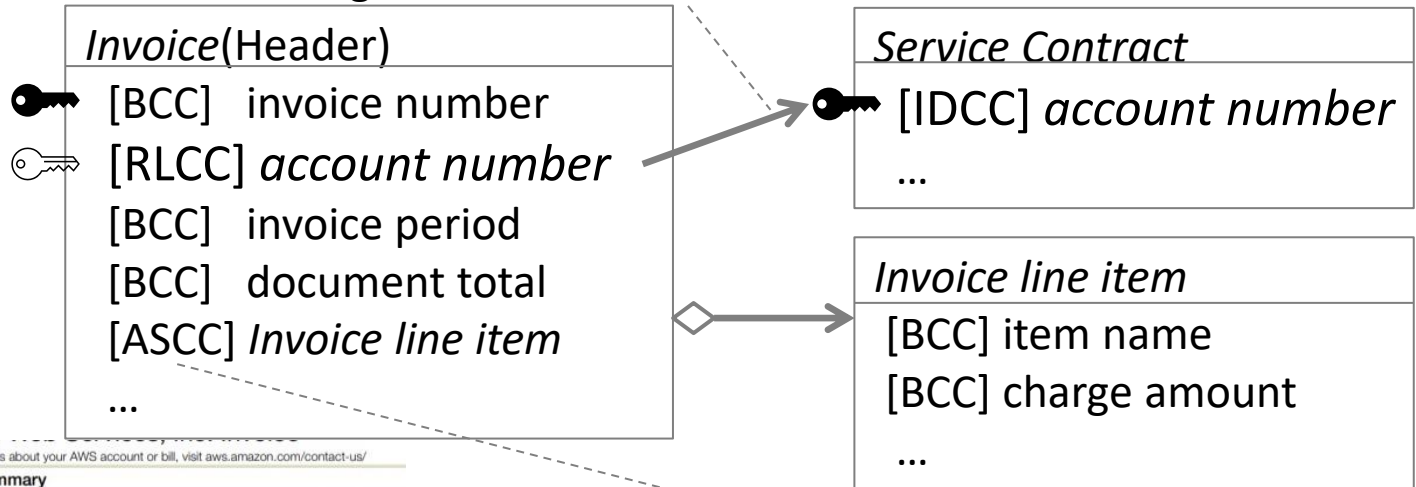 Invoice(Header)
[BCC] invoice number
[RLCC] account number
[BCC] invoice period
[BCC] document total
[ASCC] Invoice line item
...
Service Contract
[IDCC] account number
...
Invoice line item
[BCC] item name
[BCC] charge amount
...
s about your AWS account or bill, visit aws.amazon.com/contact-us/
mmary